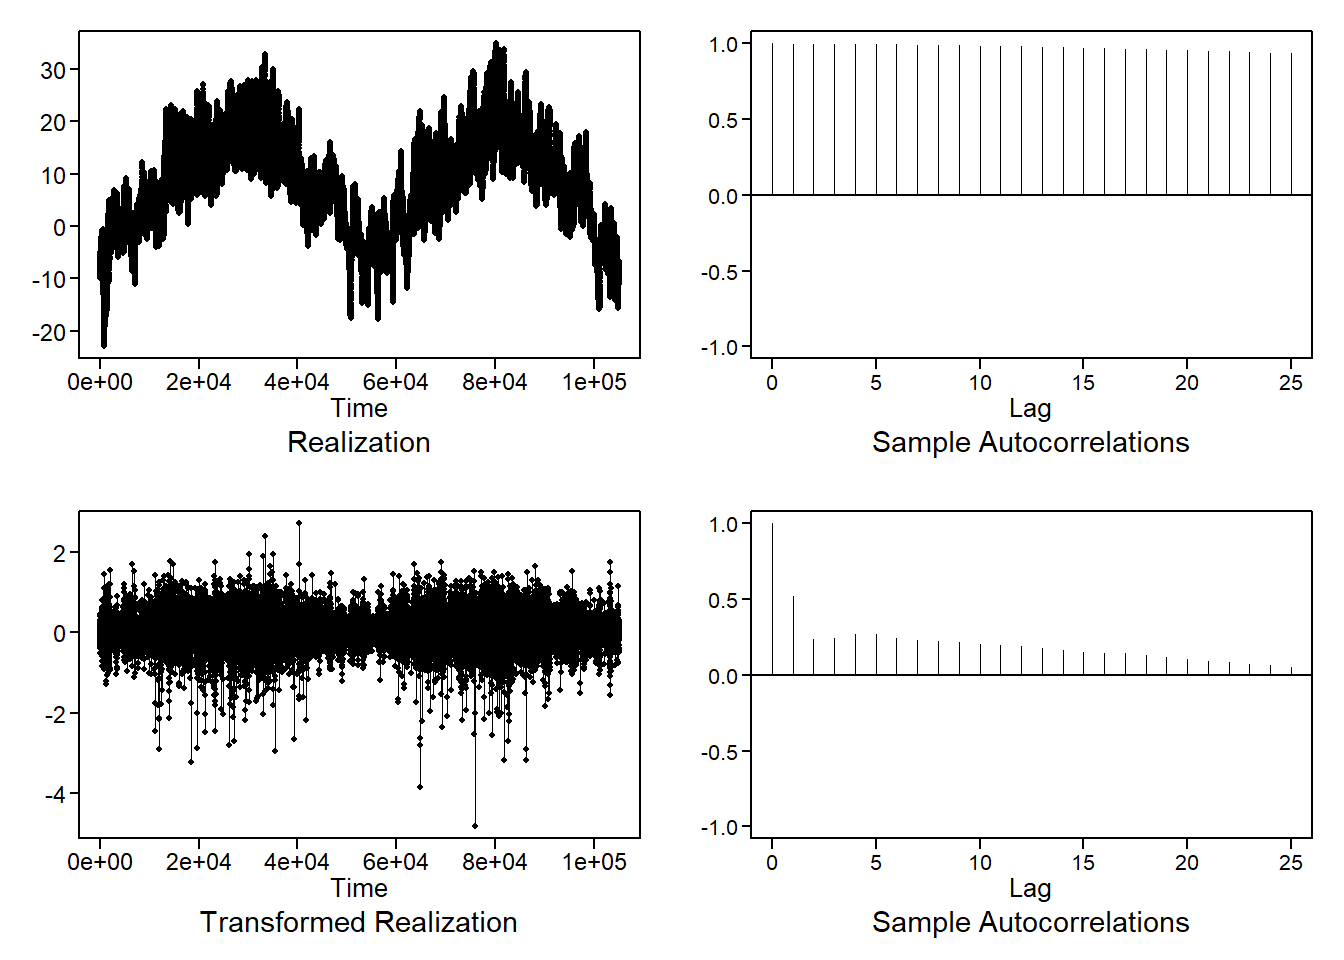 30
20
10
0
-10
-20
0e+00 2e+04 4e+04 6e+04 8e+04 1e+05
Time
Realization
1.0
0.5
0.0
-0.5
-1.0
0 5 10 15 20 25
Lag
Sample Autocorrelations
2
0
-2
-4
0e+00 2e+04 4e+04 6e+04 8e+04 1e+05
Time
Transformed Realization
1.0
0.5
0.0
-0.5
-1.0
0 5 10 15 20 25
Lag
Sample Autocorrelations